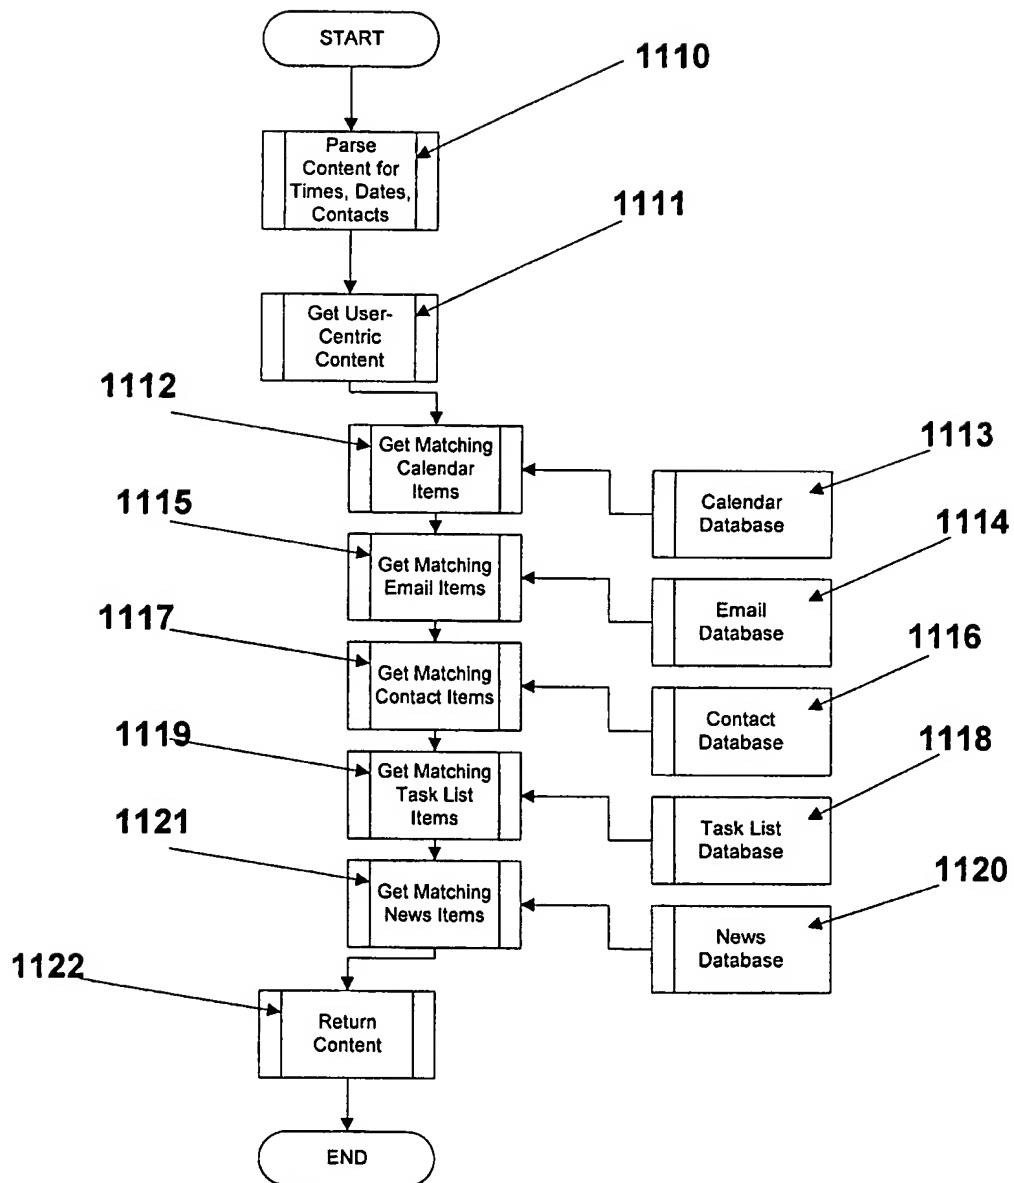 START
1110
Parse
Content for
Times, Dates,
Contacts
1111
Get User-
Centric
Content
1112
Get Matching
Calendar
Items
1113
Calendar
Database
1115
Get Matching
Email Items
1114
Email
Database
1117
Get Matching
Contact Items
1116
Contact
Database
1119
Get Matching
Task List
Items
1118
Task List
Database
1121
Get Matching
News Items
1120
News
Database
1122
Return
Content
END